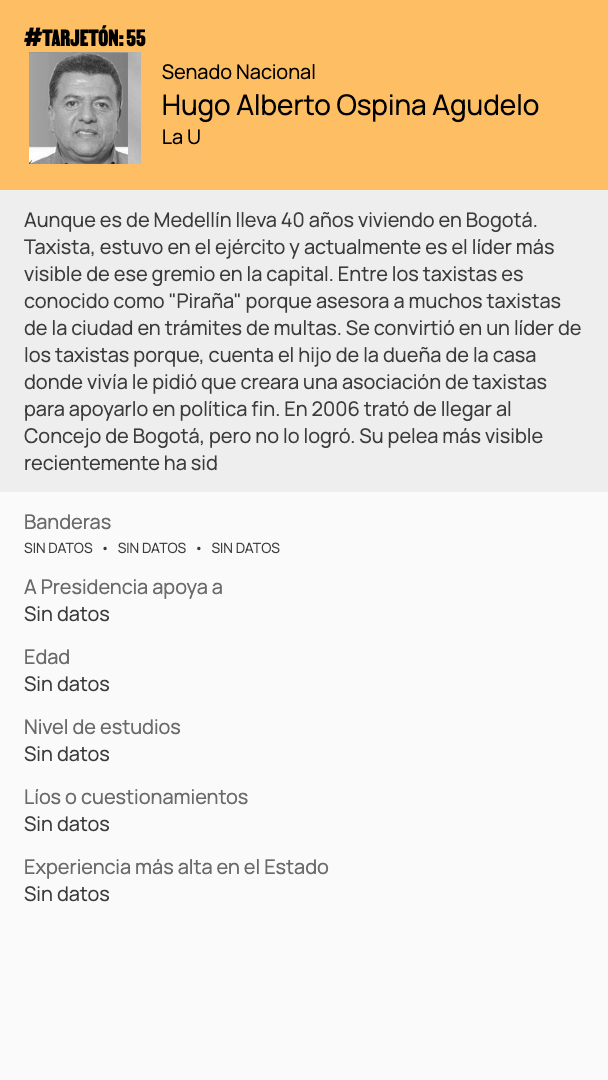 #TARJETÓN: 55
Senado Nacional
Hugo Alberto Ospina Agudelo
La U
Aunque es de Medellín lleva 40 años viviendo en Bogotá.
Taxista, estuvo en el ejército y actualmente es el líder más
visible de ese gremio en la capital. Entre los taxistas es
conocido como "Piraña" porque asesora a muchos taxistas
de la ciudad en trámites de multas. Se convirtió en un líder de
los taxistas porque, cuenta el hijo de la dueña de la casa
donde vivía le pidió que creara una asociación de taxistas
para apoyarlo en política fin. En 2006 trató de llegar al
Concejo de Bogotá, pero no lo logró. Su pelea más visible
recientemente ha sid
Banderas
SIN DATOS • SIN DATOS • SIN DATOS
A Presidencia apoya a
Sin datos
Edad
Sin datos
Nivel de estudios
Sin datos
Líos o cuestionamientos
Sin datos
Experiencia más alta en el Estado
Sin datos